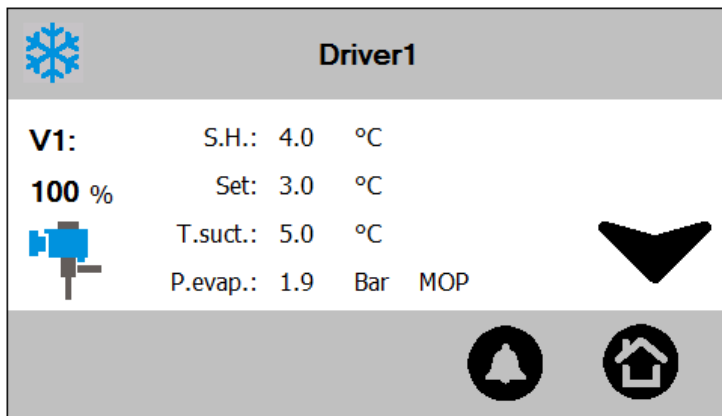 Driver1
V1:
100 %
S.H.: 4.0 °C
Set: 3.0 °C
T.suct.: 5.0 °C
P.evap.: 1.9 Bar MOP